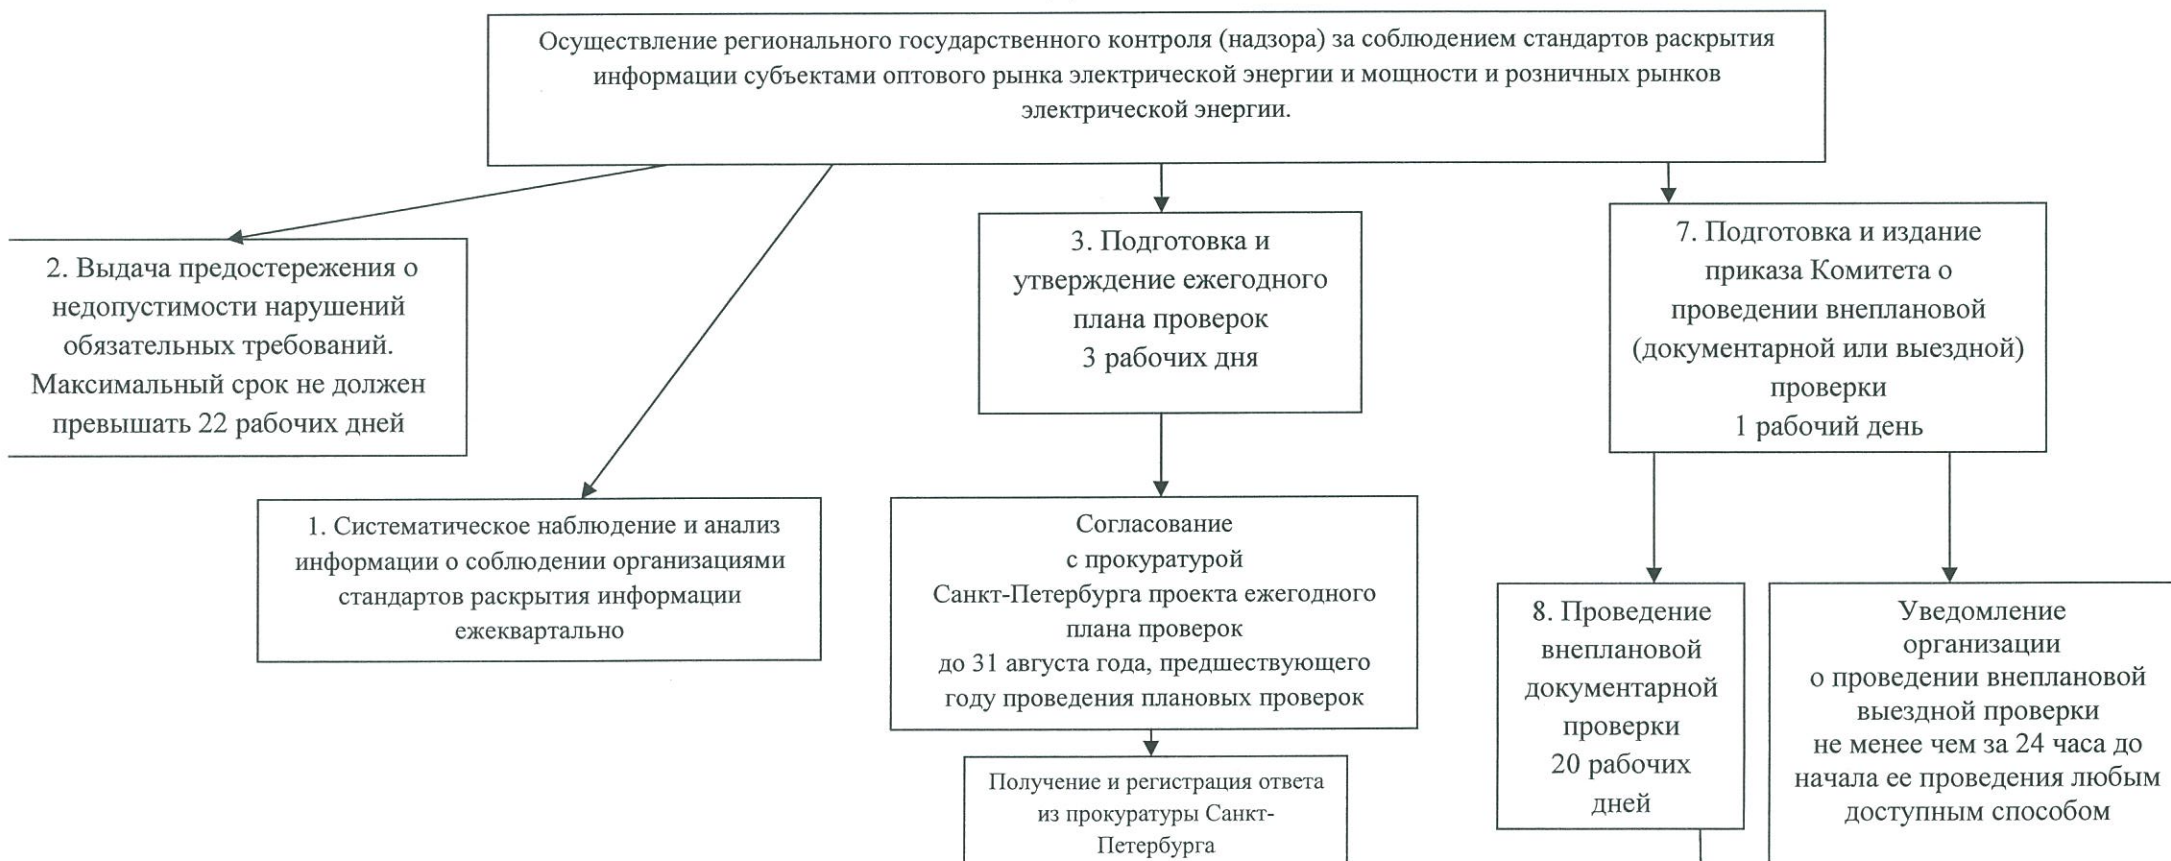 Осуществление регионального государственного контроля (надзора) за соблюдением стандартов раскрытия
информации субъектами оптового рынка электрической энергии и мощности и розничных рынков
электрической энергии.
2. Выдача предостережения о
недопустимости нарушений
обязательных требований.
Максимальный срок не должен
превышать 22 рабочих дней
1. Систематическое наблюдение и анализ
информации о соблюдении организациями
стандартов раскрытия информации
ежеквартально
3. Подготовка и
утверждение ежегодного
плана проверок
3 рабочих дня
Согласование
с прокуратурой
Санкт-Петербурга проекта ежегодного
плана проверок
до 31 августа года, предшествующего
году проведения плановых проверок
Получение и регистрация ответа
из прокуратуры Санкт-
Петербурга
7. Подготовка и издание
приказа Комитета о
проведении внеплановой
(документарной или выездной)
проверки
1 рабочий день
8. Проведение
внеплановой
документарной
проверки
20 рабочих
дней
Уведомление
организации
о проведении внеплановой
выездной проверки
не менее чем за 24 часа до
начала ее проведения любым
доступным способом